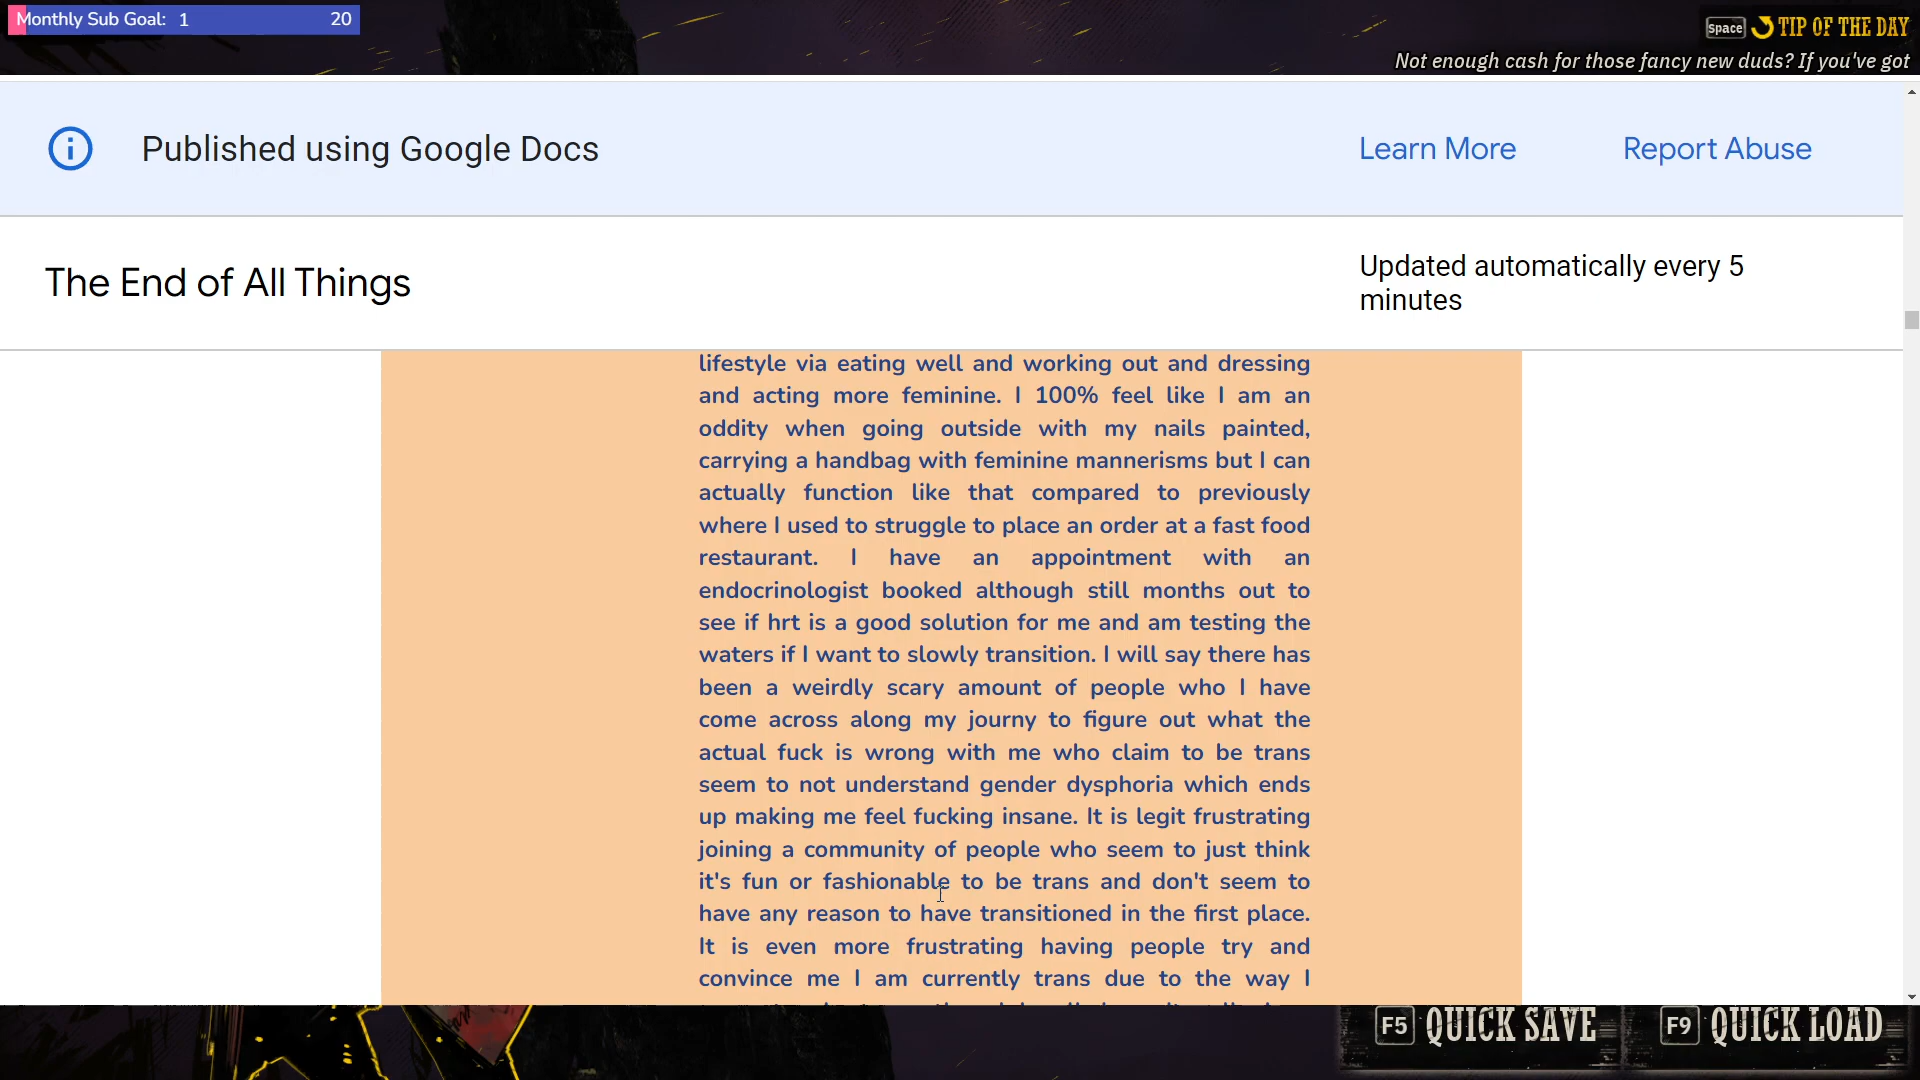 Monthly Sub Goal: 1 20
Space TIP OF THE DAY
Not enough cash for those fancy new duds? If you've got
Published using Google Docs
Learn More
Report Abuse
The End of All Things
Updated automatically every 5
minutes
lifestyle via eating well and working out and dressing
and acting more feminine. I 100% feel like I am an
oddity when going outside with my nails painted,
carrying a handbag with feminine mannerisms but I can
actually function like that compared to previously
where I used to struggle to place an order at a fast food
restaurant. I have an appointment with an
endocrinologist booked although still months out to
see if hrt is a good solution for me and am testing the
waters if I want to slowly transition. I will say there has
been a weirdly scary amount of people who I have
come across along my journy to figure out what the
actual fuck is wrong with me who claim to be trans
seem to not understand gender dysphoria which ends
up making me feel fucking insane. It is legit frustrating
joining a community of people who seem to just think
it's fun or fashionable to be trans and don't seem to
have any reason to have transitioned in the first place.
It is even more frustrating having people try and
convince me I am currently trans due to the way I
F5 QUICK SAVE
F9 QUICK LOAD